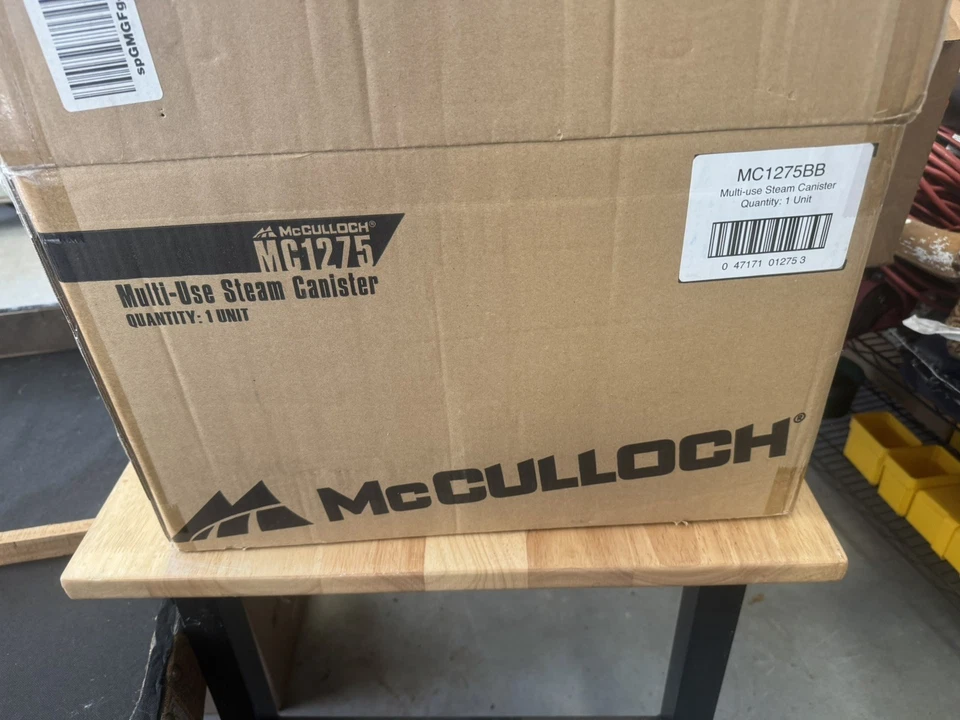 spGMGFg
MC1275BB
Multi-use Steam Canister
Quantity: 1 Unit
0 47171 01275 3
McCULLOCH®
MC1275
Multi-Use Steam Canister
QUANTITY: 1 UNIT
McCULLOCH®